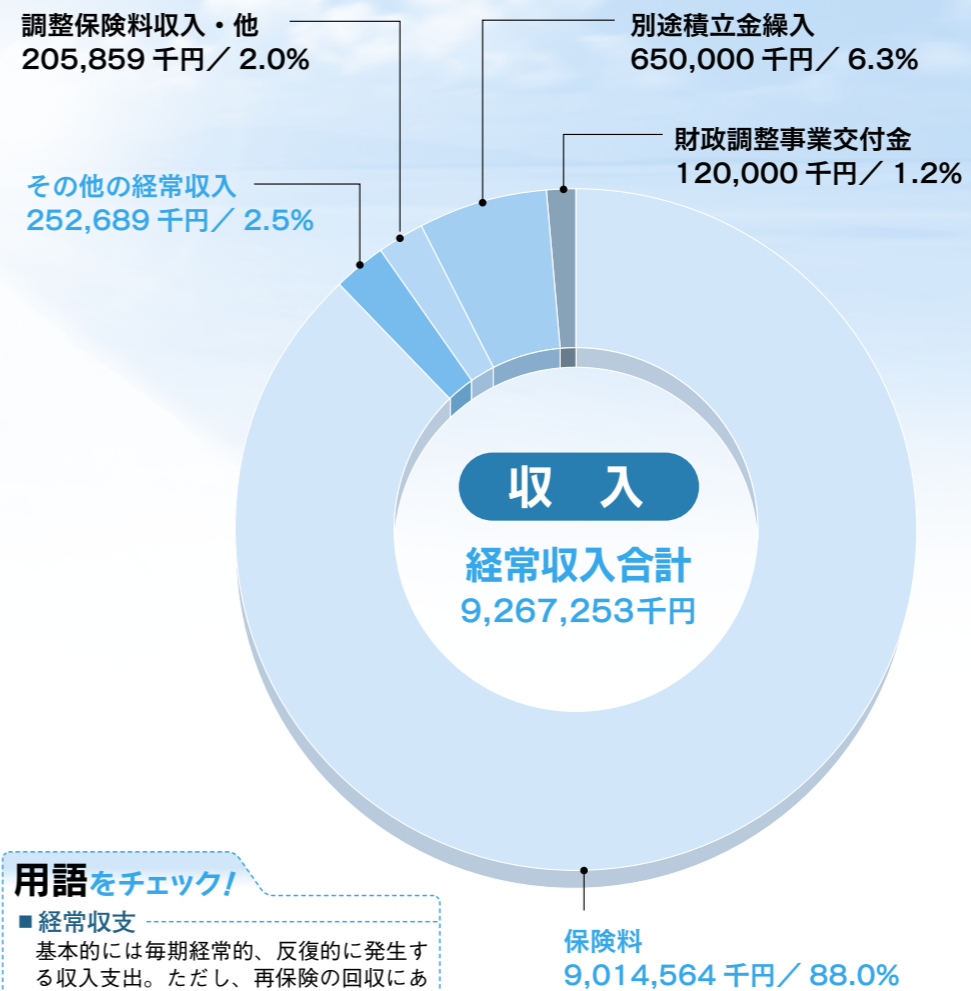 調整保険料収入・他
205,859 千円／ 2.0%
別途積立金繰入
650,000 千円／ 6.3%
財政調整事業交付金
120,000 千円／ 1.2%
その他の経常収入
252,689 千円／ 2.5%
収 入
経常収入合計
9,267,253千円
保険料
9,014,564 千円／ 88.0%
用語をチェック!
■ 経常収支
基本的には毎期経常的、反復的に発生す
る収入支出。ただし、再保険の回収にあ